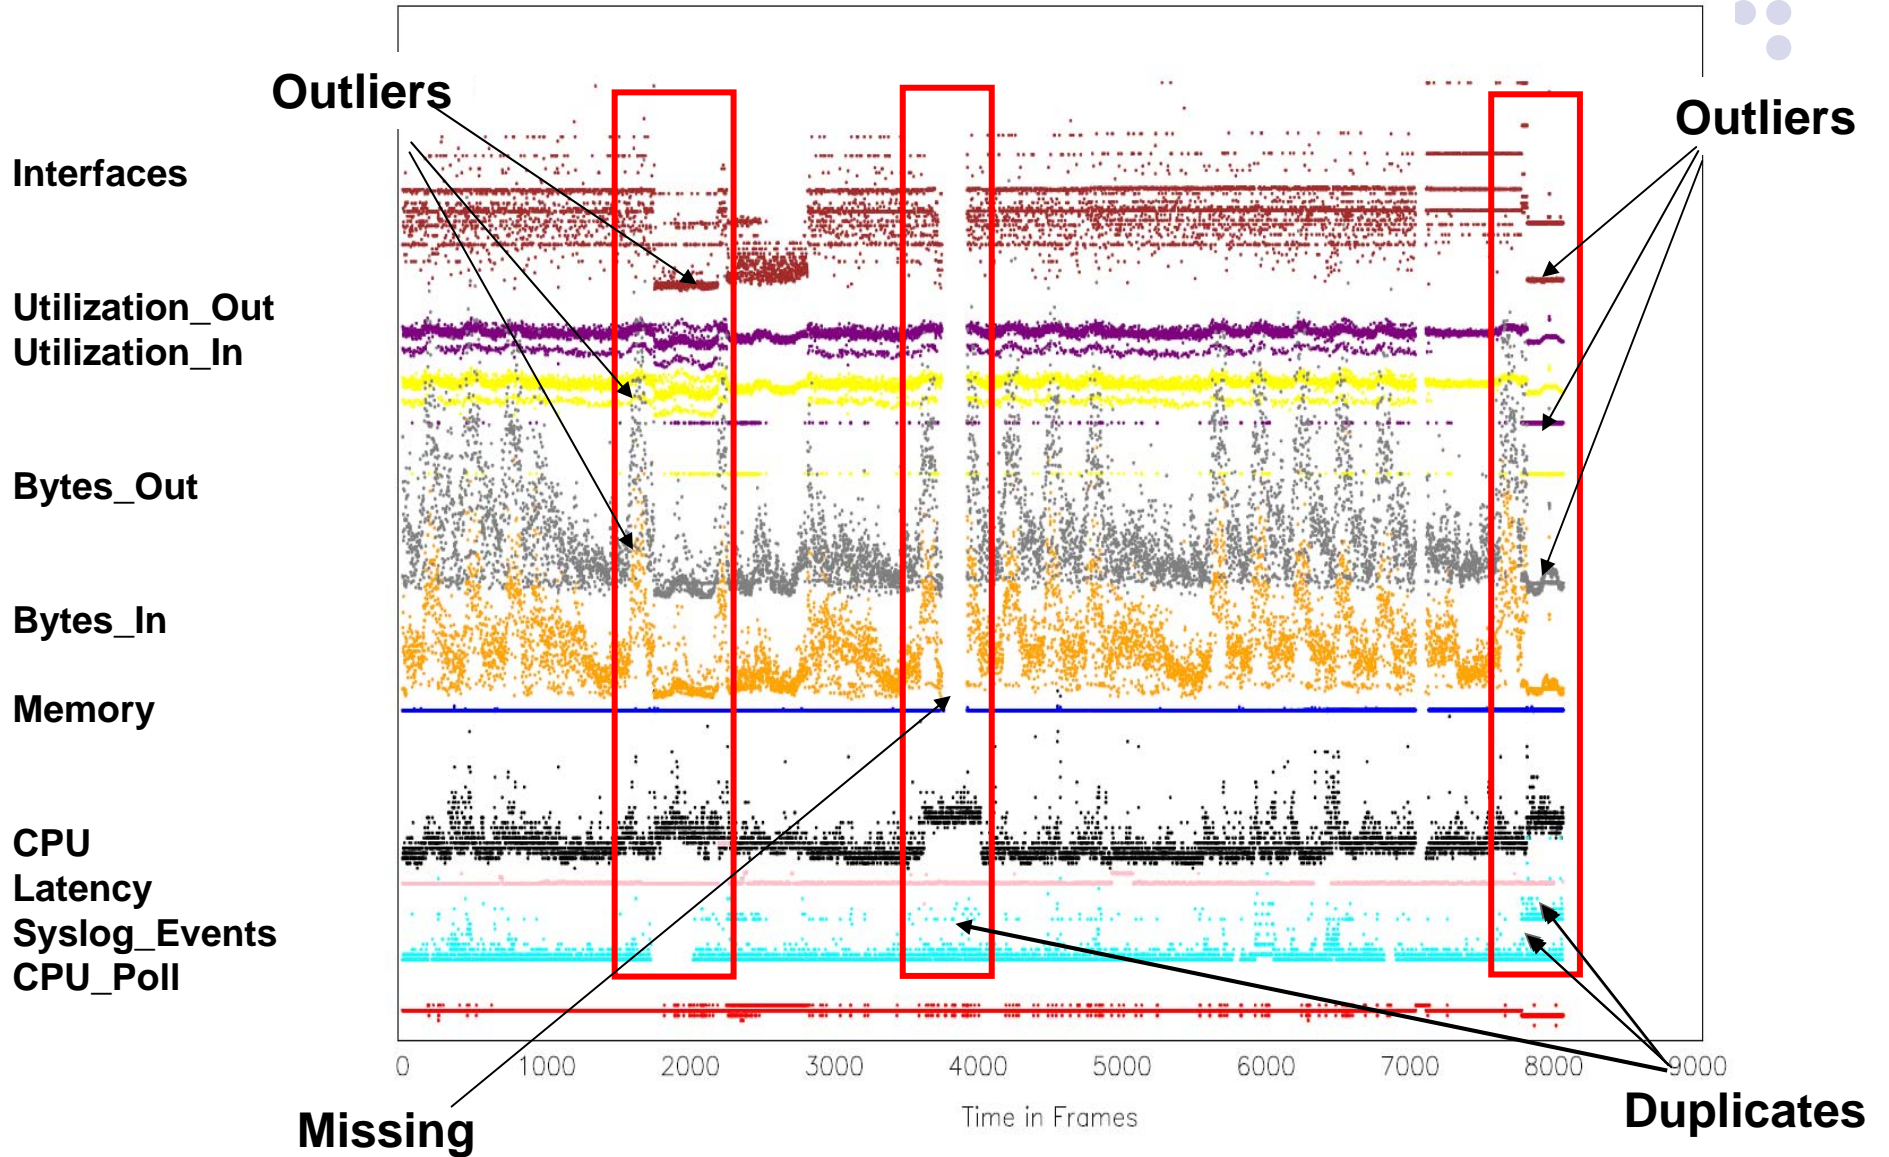 Outliers
Outliers
Interfaces
Utilization_Out
Utilization_In
Bytes_Out
Bytes_In
Memory
CPU
Latency
Syslog_Events
CPU_Poll
0 1000 2000 3000 4000 5000 6000 7000 8000 9000
Time in Frames
Missing
Duplicates